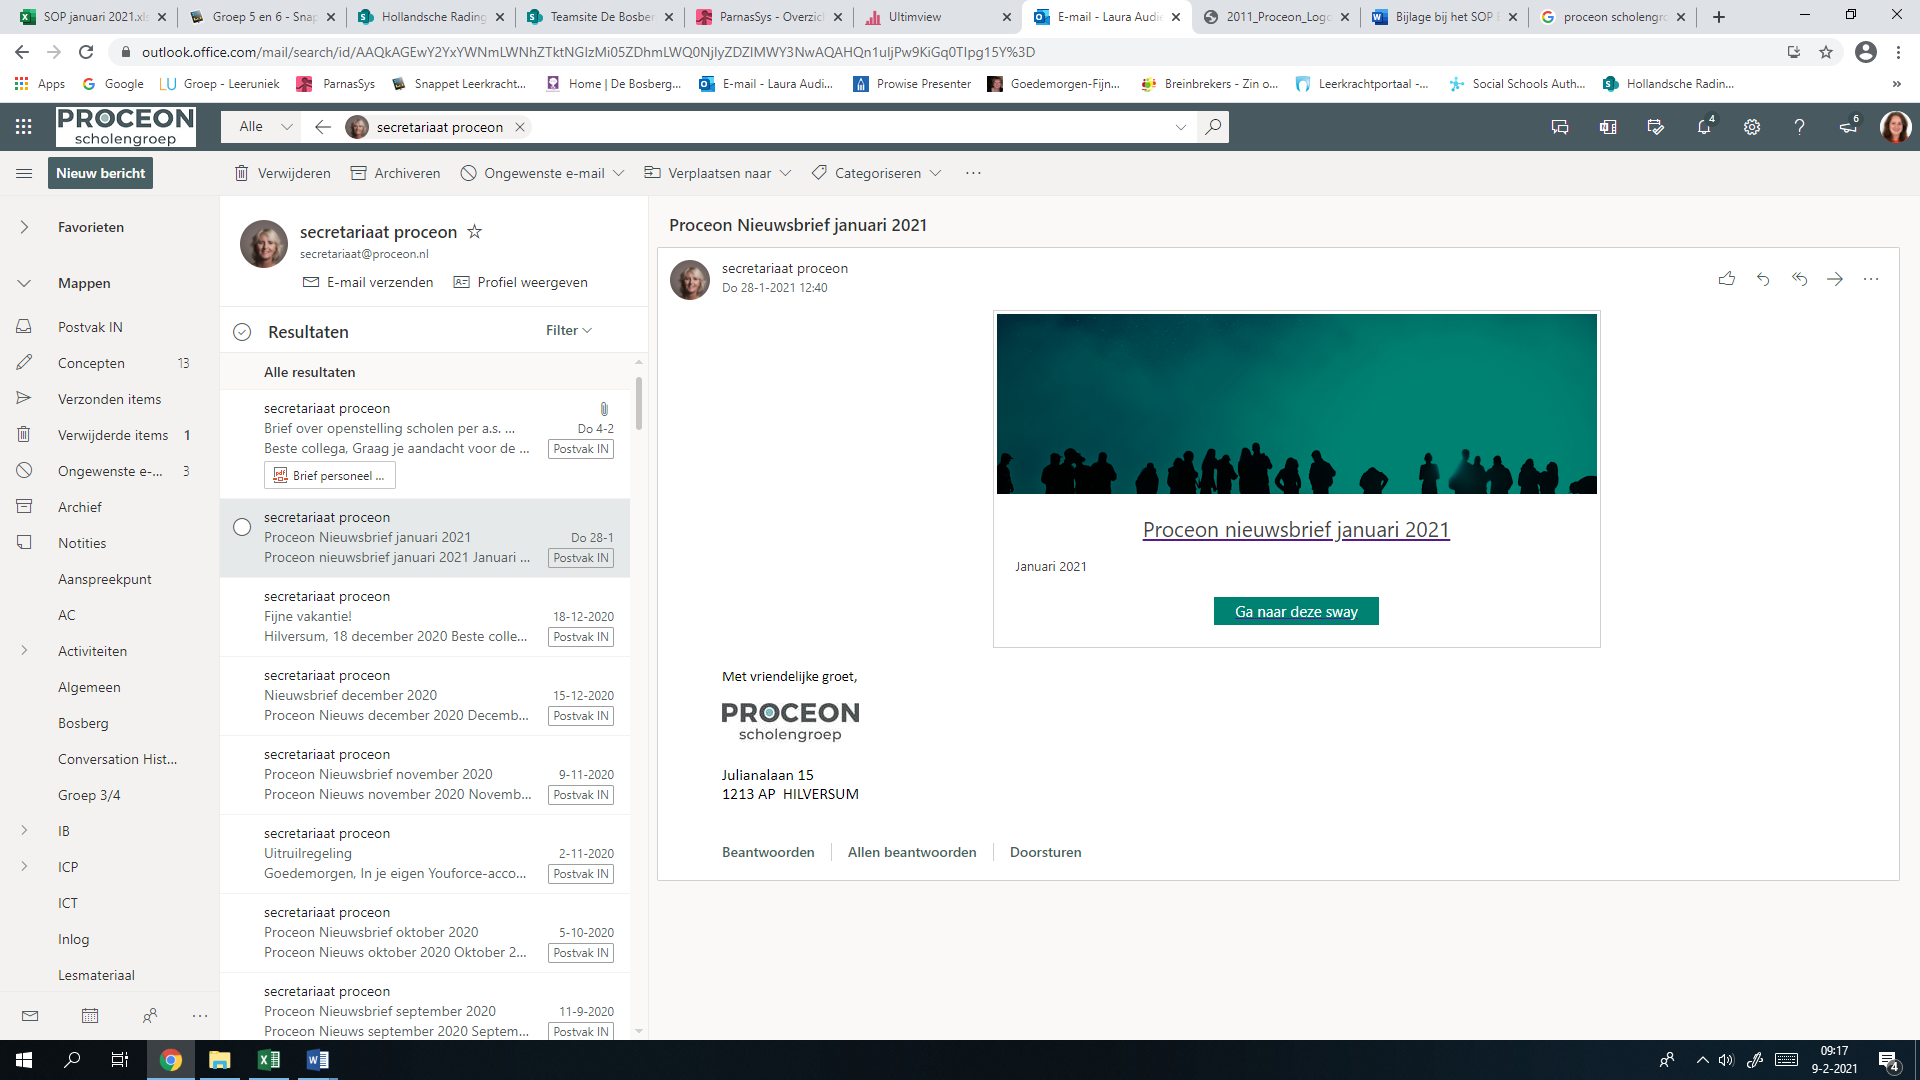 SOP januari 2021.xls
Groep 5 en 6 - Snap
Hollandsche Rading
Teamsite De Bosber
ParnasSys - Overzich
Ultimview
E-mail - Laura Audie
2011_Proceon_Logo
Bijlage bij het SOP
proceon scholengro
outlook.office.com/mail/search/id/AAQkAGEwY2YxYWNmLWNhZTktNGIzMi05ZDhmLWQ0NjlyZDZlMWY3NwAQAHQn1uljPw9KiGq0TIpg15Y%3D
Apps
Google
Groep - Leeruniek
ParnasSys
Snappet Leerkracht...
Home | De Bosberg...
E-mail - Laura Audi...
Prowise Presenter
Goedemorgen-Fijn...
Breinbrekers - Zin o...
Leerkrachtportaal -...
Social Schools Auth...
Hollandsche Radin...
PROCEON
scholengroep
Alle
secretariaat proceon
4
6
Nieuw bericht
Verwijderen
Archiveren
Ongewenste e-mail
Verplaatsen naar
Categoriseren
Favorieten
Mappen
Postvak IN
Concepten 13
Verzonden items
Verwijderde items 1
Ongewenste e-... 3
Archief
Notities
Aanspreekpunt
AC
Activiteiten
Algemeen
Bosberg
Conversation Hist...
Groep 3/4
IB
ICP
ICT
Inlog
Lesmateriaal
secretariaat proceon
secretariaat@proceon.nl
E-mail verzenden
Profiel weergeven
Resultaten
Filter
Alle resultaten
secretariaat proceon
Brief over openstelling scholen per a.s. ... Do 4-2
Beste collega, Graag je aandacht voor de ... Postvak IN
Brief personeel ...
secretariaat proceon
Proceon Nieuwsbrief januari 2021 Do 28-1
Proceon nieuwsbrief januari 2021 Januari ... Postvak IN
secretariaat proceon
Fijne vakantie! 18-12-2020
Hilversum, 18 december 2020 Beste colle... Postvak IN
secretariaat proceon
Nieuwsbrief december 2020 15-12-2020
Proceon Nieuws december 2020 Decemb... Postvak IN
secretariaat proceon
Proceon Nieuwsbrief november 2020 9-11-2020
Proceon Nieuws november 2020 Novemb... Postvak IN
secretariaat proceon
Uitruilregeling 2-11-2020
Goedemorgen, In je eigen Youforce-acco... Postvak IN
secretariaat proceon
Proceon Nieuwsbrief oktober 2020 5-10-2020
Proceon Nieuws oktober 2020 Oktober 2... Postvak IN
secretariaat proceon
Proceon Nieuwsbrief september 2020 11-9-2020
Proceon Nieuws september 2020 Septem... Postvak IN
Proceon Nieuwsbrief januari 2021
secretariaat proceon
Do 28-1-2021 12:40
Proceon nieuwsbrief januari 2021
Januari 2021
Ga naar deze sway
Met vriendelijke groet,
PROCEON
scholengroep
Julianalaan 15
1213 AP HILVERSUM
Beantwoorden
Allen beantwoorden
Doorsturen
09:17
9-2-2021
4